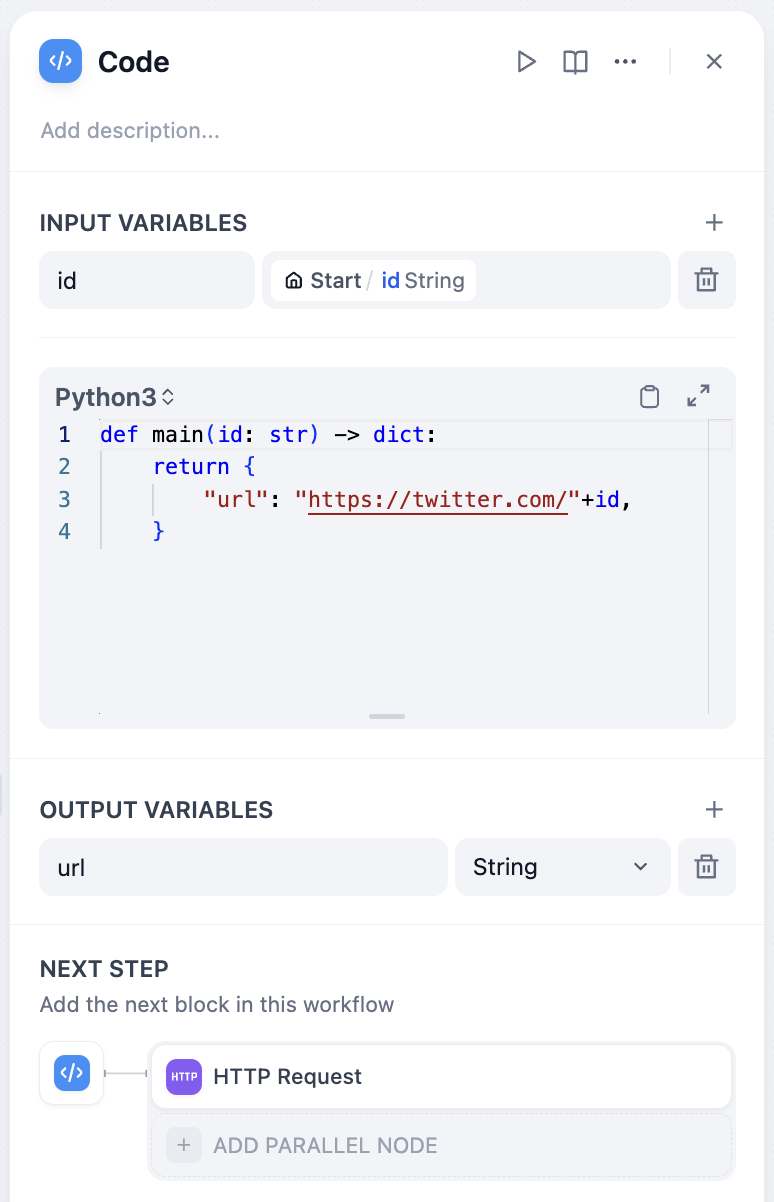 </> Code
Add description...
INPUT VARIABLES
id Start / id String
Python3
1 def main(id: str) -> dict:
2 return {
3 "url": "https://twitter.com/"+id,
4 }
OUTPUT VARIABLES
url String
NEXT STEP
Add the next block in this workflow
</> HTTP HTTP Request
+ ADD PARALLEL NODE